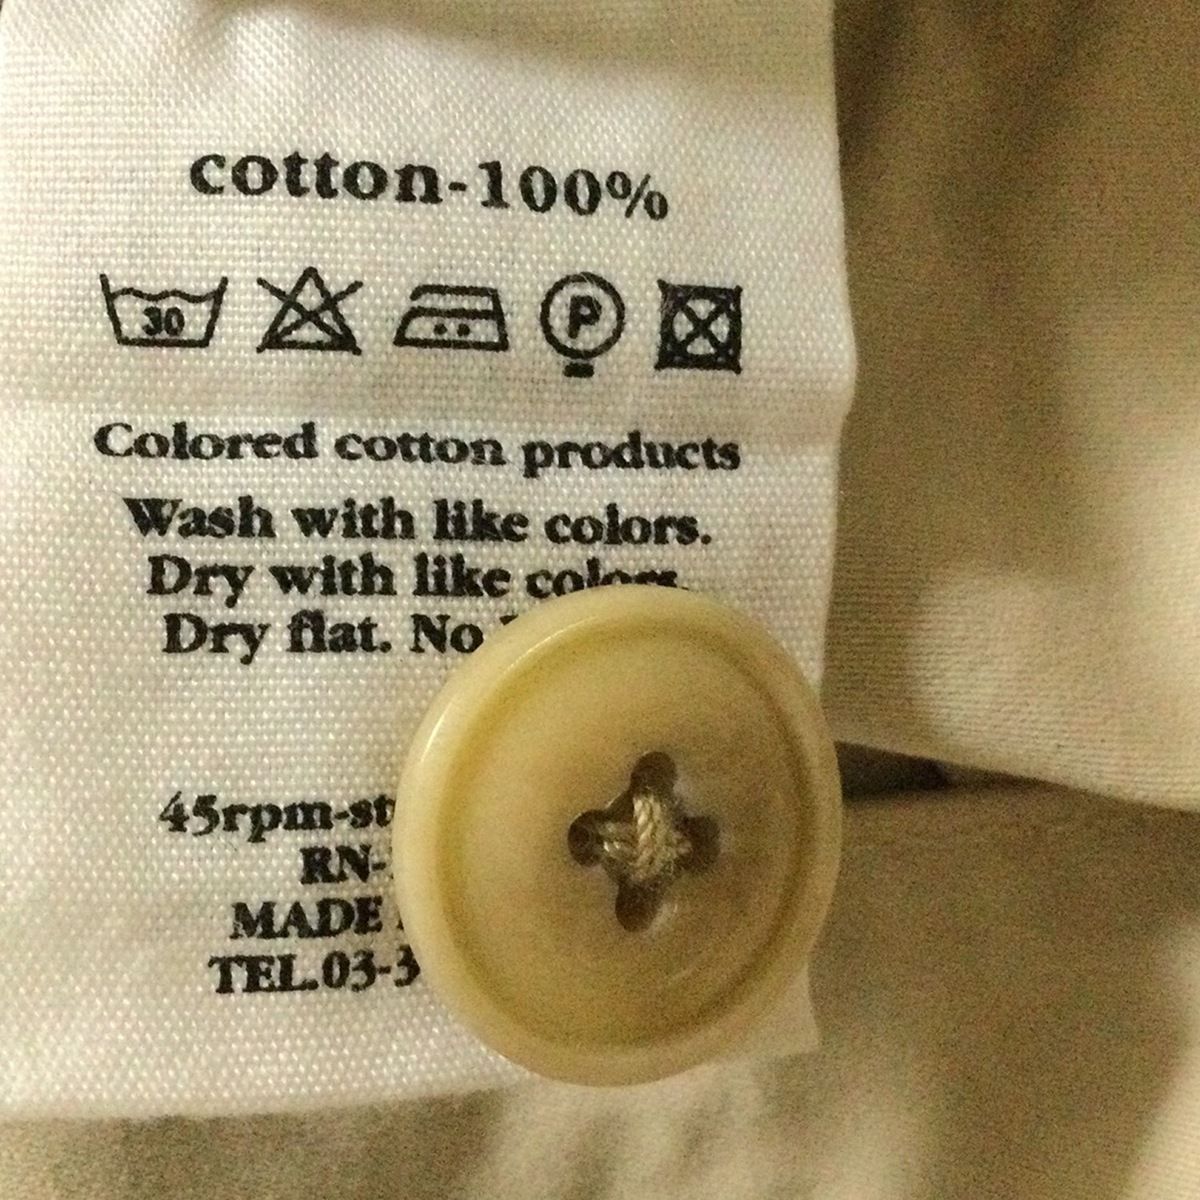 cotton-100%
30 P
Colored cotton products
Wash with like colors.
Dry with like colors.
Dry flat. No
45rpm-st
RN-
MADE
TEL.03-3